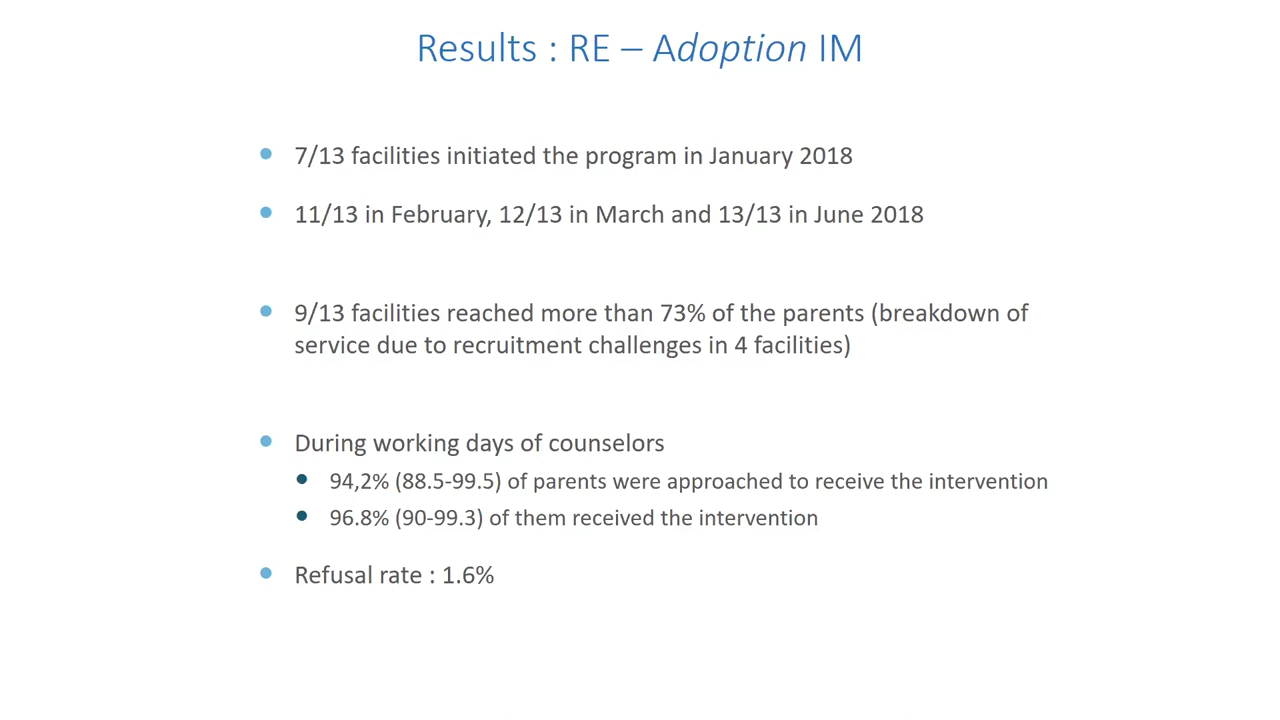 Results : RE – Adoption IM
7/13 facilities initiated the program in January 2018
11/13 in February, 12/13 in March and 13/13 in June 2018
9/13 facilities reached more than 73% of the parents (breakdown of
service due to recruitment challenges in 4 facilities)
During working days of counselors
94,2% (88.5-99.5) of parents were approached to receive the intervention
96.8% (90-99.3) of them received the intervention
Refusal rate : 1.6%